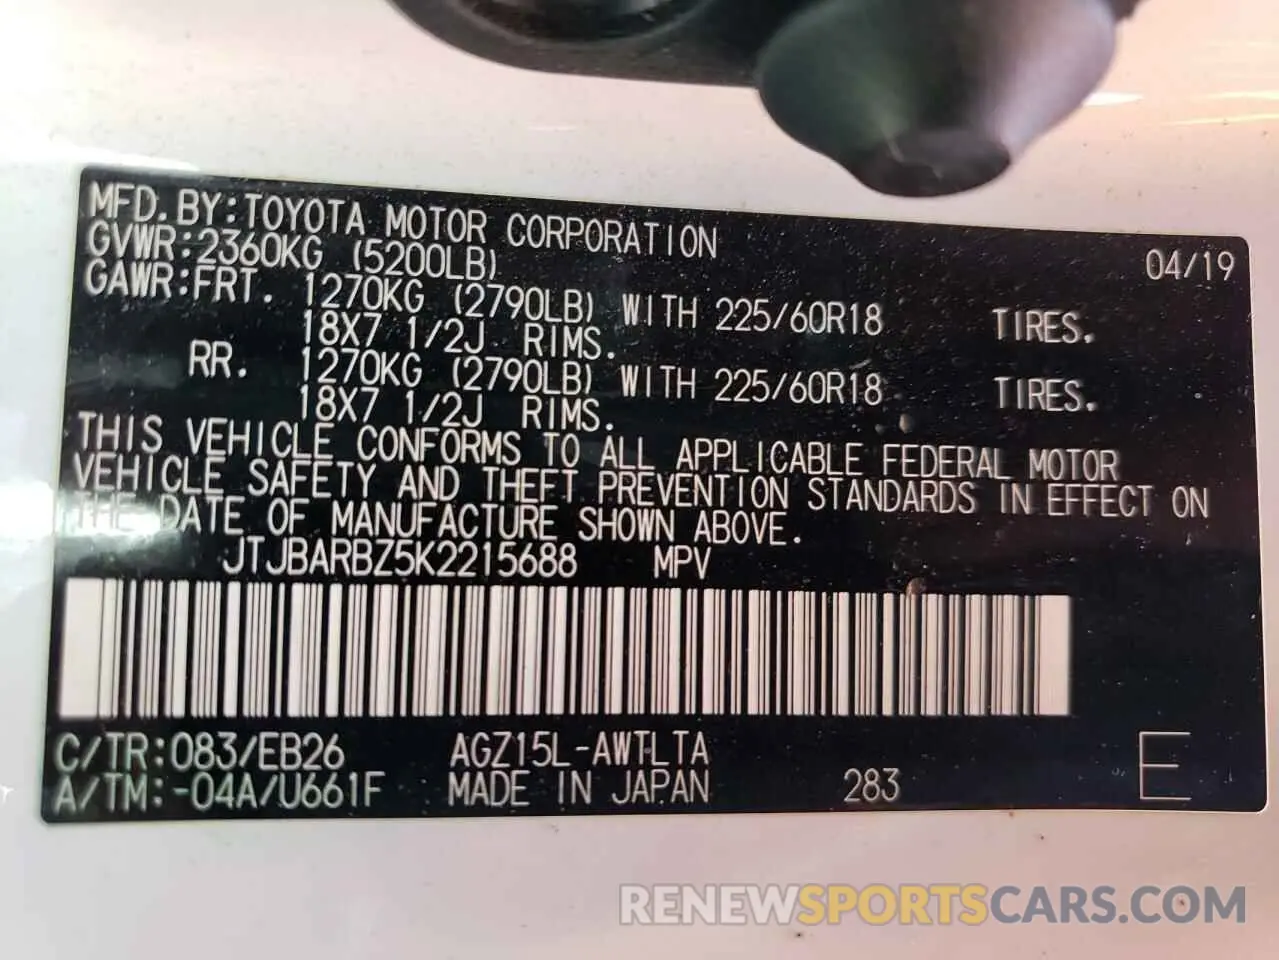 MFD.BY:TOYOTA MOTOR CORPORATION 04/19
GVWR:2360KG (5200LB)
GAWR:FRT. 1270KG (2790LB) WITH 225/60R18 TIRES.
18X7 1/2J RIMS.
RR. 1270KG (2790LB) WITH 225/60R18 TIRES.
18X7 1/2J RIMS.
THIS VEHICLE CONFORMS TO ALL APPLICABLE FEDERAL MOTOR
VEHICLE SAFETY AND THEFT PREVENTION STANDARDS IN EFFECT ON
THE DATE OF MANUFACTURE SHOWN ABOVE.
JTJBARBZ5K2215688 MPV
C/TR:083/EB26 AGZ15L-AWTLTA
A/TM:-04A/U661F MADE IN JAPAN 283 E
RENEWSPORTSCARS.COM